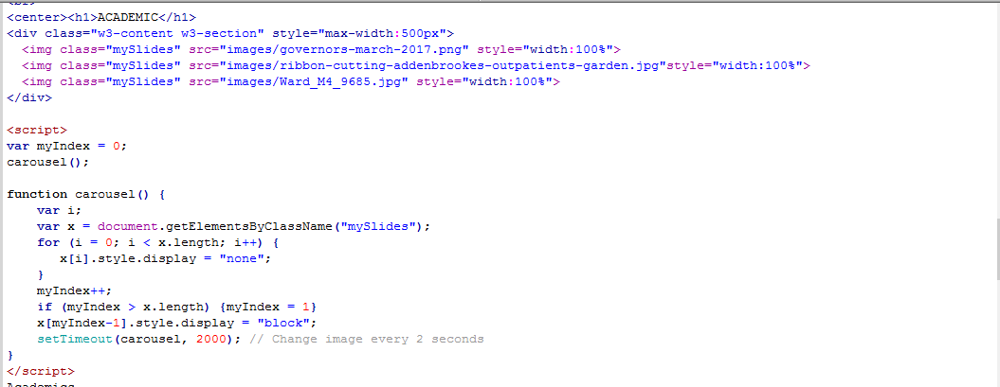 <center><h1>ACADEMIC</h1>
<div class="w3-content w3-section" style="max-width:500px">
  <img class="mySlides" src="images/governors-march-2017.png" style="width:100%">
  <img class="mySlides" src="images/ribbon-cutting-addenbrookes-outpatients-garden.jpg"style="width:100%">
  <img class="mySlides" src="images/Ward_M4_9685.jpg" style="width:100%">
</div>

<script>
var myIndex = 0;
carousel();

function carousel() {
    var i;
    var x = document.getElementsByClassName("mySlides");
    for (i = 0; i < x.length; i++) {
       x[i].style.display = "none";
    }
    myIndex++;
    if (myIndex > x.length) {myIndex = 1}
    x[myIndex-1].style.display = "block";
    setTimeout(carousel, 2000); // Change image every 2 seconds
}
</script>